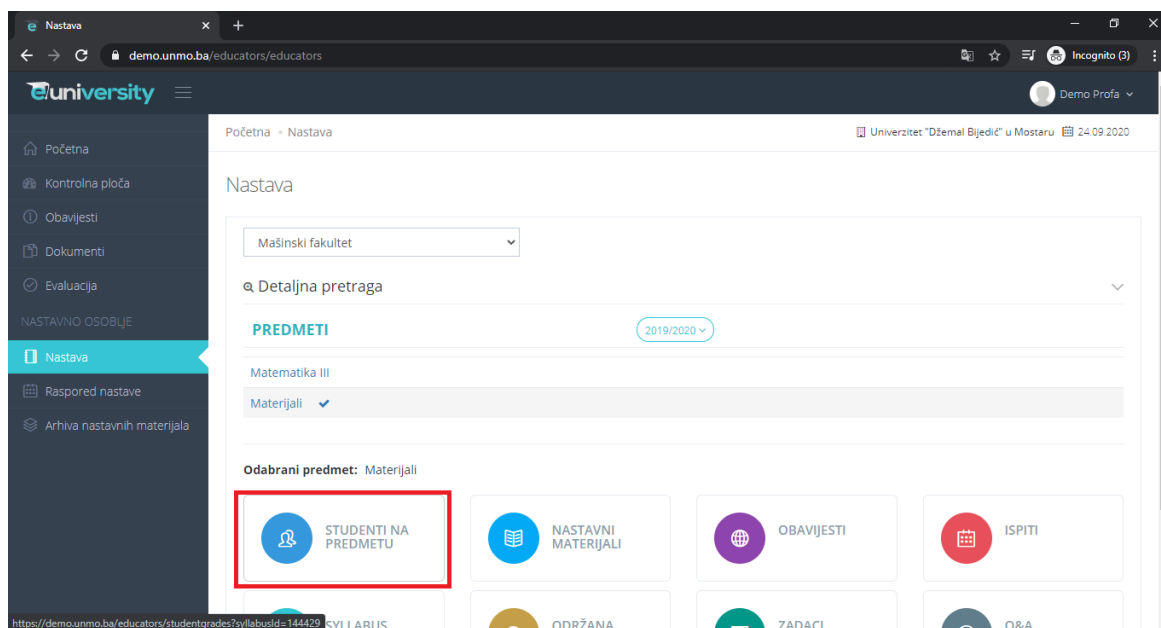 Nastava
demo.unmo.ba/educators/educators
Incognito (3)
euniversity
Demo Profa
Početna • Nastava
Univerzitet "Džemal Bijedić" u Mostaru 24.09.2020
Početna
Kontrolna ploča
Obavijesti
Dokumenti
Evaluacija
NASTAVNO OSOBLJE
Nastava
Raspored nastave
Arhiva nastavnih materijala
Nastava
Mašinski fakultet
Detaljna pretraga
PREDMETI 2019/2020
Matematika III
Materijali
Odabrani predmet: Materijali
STUDENTI NA
PREDMETU
NASTAVNI
MATERIJALI
OBAVIJESTI
ISPITI
SYLLABUS
ODRŽANA
ZADACI
Q&A
https://demo.unmo.ba/educators/studentgrades?syllabusId=144429